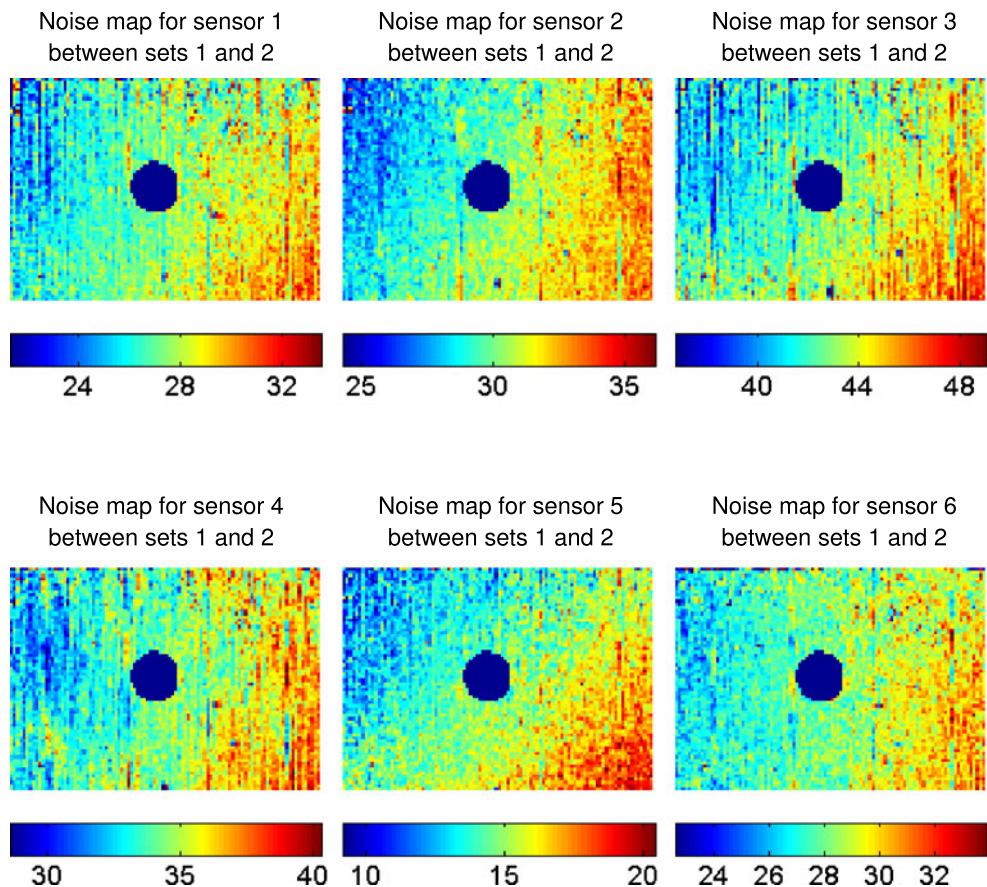 Noise map for sensor 1
between sets 1 and 2
Noise map for sensor 2
between sets 1 and 2
Noise map for sensor 3
between sets 1 and 2
24 28 32
25 30 35
40 44 48
Noise map for sensor 4
between sets 1 and 2
Noise map for sensor 5
between sets 1 and 2
Noise map for sensor 6
between sets 1 and 2
30 35 40
10 15 20
24 26 28 30 32